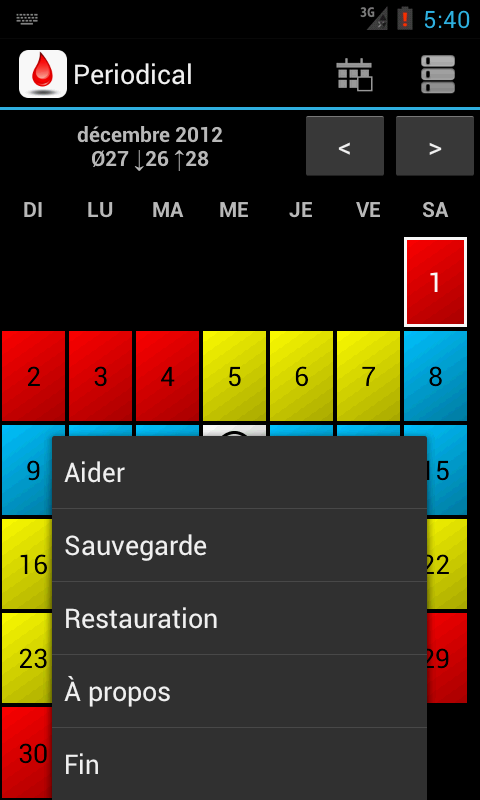 3G
5:40
Periodical
décembre 2012
Ø27 ↓26 ↑28
<
>
DI LU MA ME JE VE SA
1
2 3 4 5 6 7 8
9 15
16 22
23 29
30
Aider
Sauvegarde
Restauration
À propos
Fin